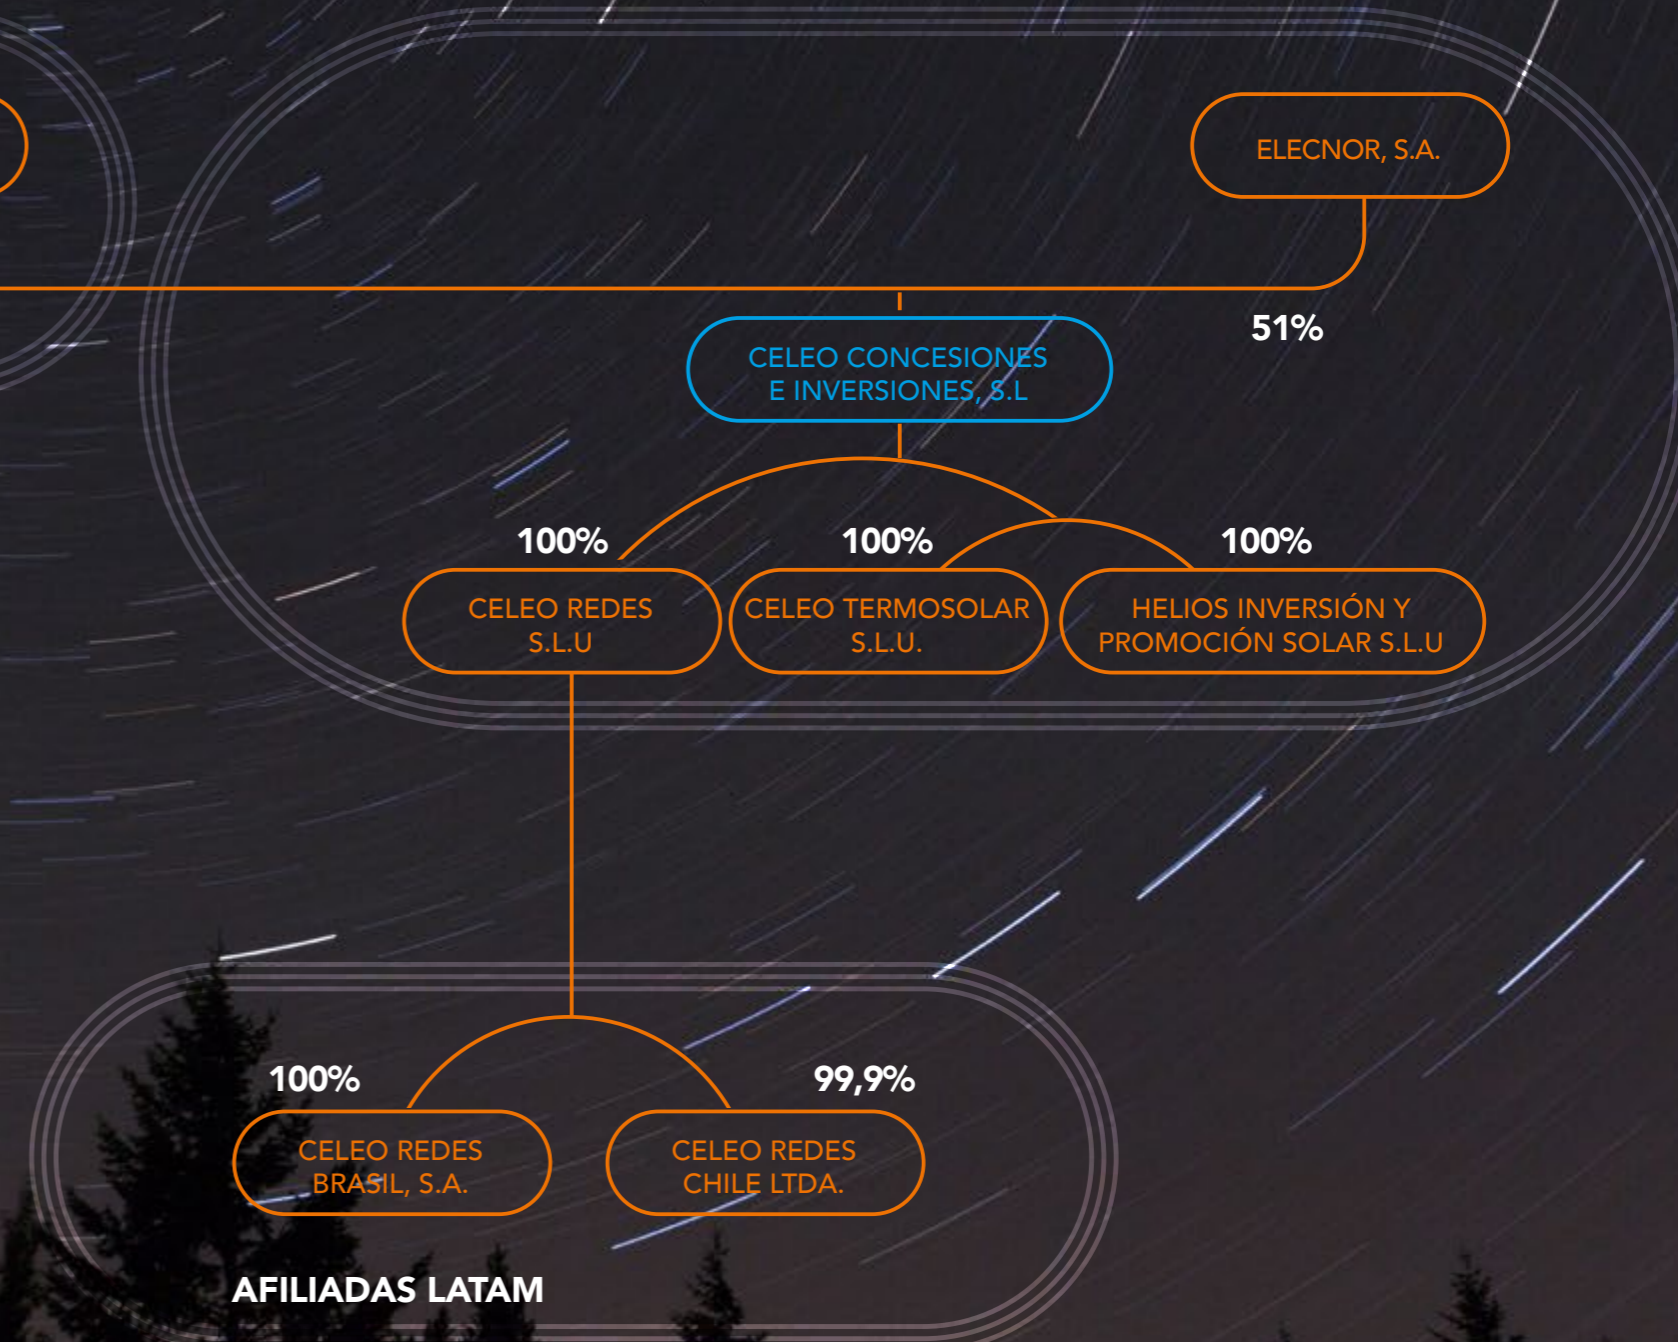 ELECNOR, S.A.
51%
CELEO CONCESIONES
E INVERSIONES, S.L
100%
100%
100%
CELEO REDES
S.L.U
CELEO TERMOSOLAR
S.L.U.
HELIOS INVERSIÓN Y
PROMOCIÓN SOLAR S.L.U
100%
99,9%
CELEO REDES
BRASIL, S.A.
CELEO REDES
CHILE LTDA.
AFILIADAS LATAM